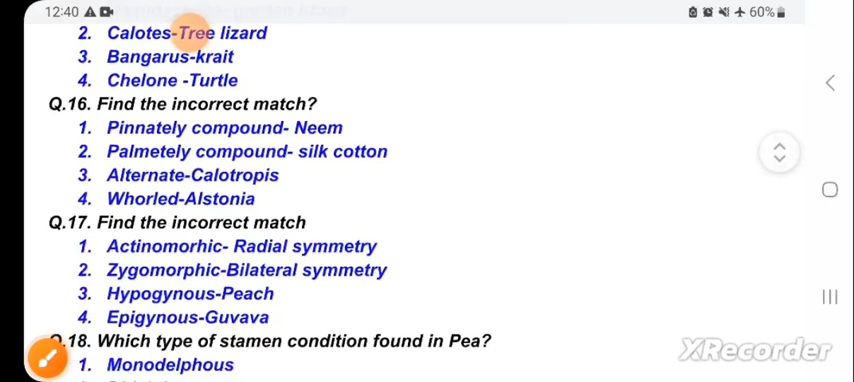 12:40
60%
2. Calotes-Tree lizard
3. Bangarus-krait
4. Chelone -Turtle
Q.16. Find the incorrect match?
1. Pinnately compound- Neem
2. Palmetely compound- silk cotton
3. Alternate-Calotropis
4. Whorled-Alstonia
Q.17. Find the incorrect match
1. Actinomorhic- Radial symmetry
2. Zygomorphic-Bilateral symmetry
3. Hypogynous-Peach
4. Epigynous-Guvava
Q.18. Which type of stamen condition found in Pea?
1. Monodelphous
XRecorder